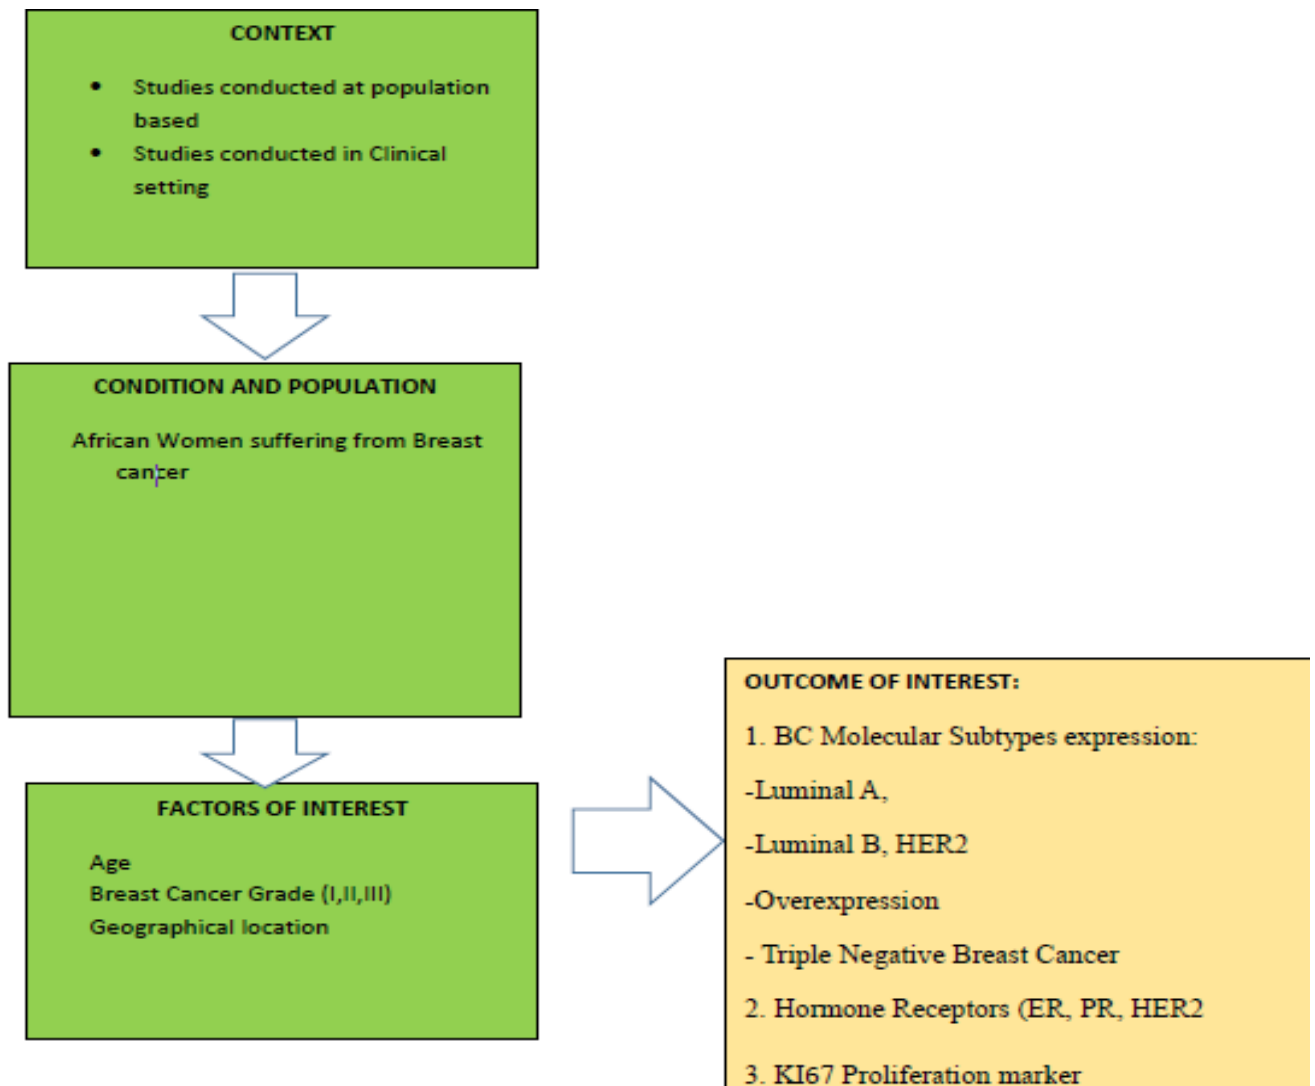 CONTEXT
• Studies conducted at population
based
• Studies conducted in Clinical
setting
CONDITION AND POPULATION
African Women suffering from Breast
cancer
FACTORS OF INTEREST
Age
Breast Cancer Grade (I,II,III)
Geographical location
OUTCOME OF INTEREST:
1. BC Molecular Subtypes expression:
-Luminal A,
-Luminal B, HER2
-Overexpression
- Triple Negative Breast Cancer
2. Hormone Receptors (ER, PR, HER2
3. KI67 Proliferation marker